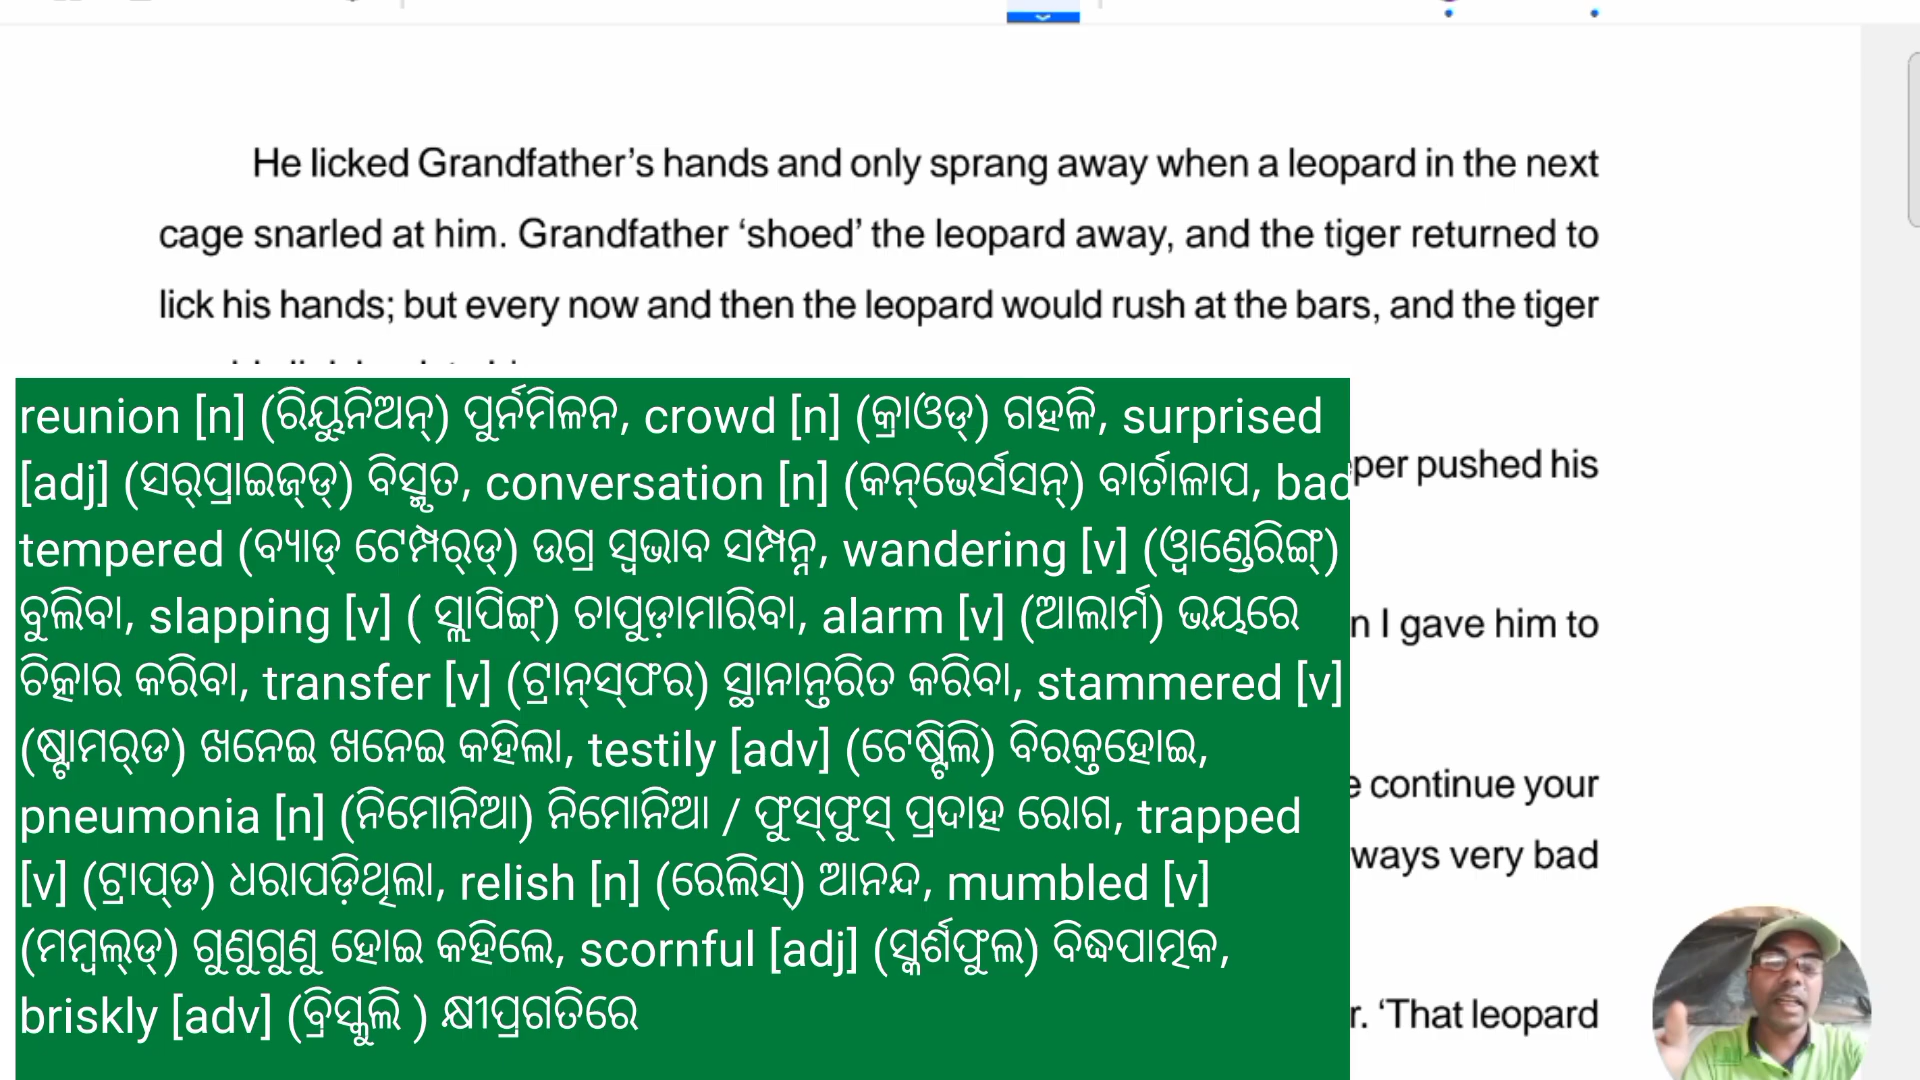 He licked Grandfather’s hands and only sprang away when a leopard in the next
cage snarled at him. Grandfather ‘shoed’ the leopard away, and the tiger returned to
lick his hands; but every now and then the leopard would rush at the bars, and the tiger
reunion [n] (ରିୟୁନିଅନ୍) ପୁର୍ନମିଳନ, crowd [n] (କ୍ରାଓଡ୍) ଗହଳି, surprised
[adj] (ସର୍‌ପ୍ରାଇଜ୍‌ଡ୍) ବିସ୍ମୃତ, conversation [n] (କନ୍‌ଭେର୍ସସନ୍) ବାର୍ତାଳାପ, bad
tempered (ବ୍ୟାଡ୍ ଟେମ୍ପର୍‌ଡ୍) ଉଗ୍ର ସ୍ଵଭାବ ସମ୍ପନ୍ନ, wandering [v] (ୱାଣ୍ଡେରିଙ୍ଗ୍)
ବୁଲିବା, slapping [v] ( ସ୍ଲାପିଙ୍ଗ୍) ଚାପୁଡ଼ାମାରିବା, alarm [v] (ଆଲାର୍ମ) ଭୟରେ
ଚିତ୍କାର କରିବା, transfer [v] (ଟ୍ରାନ୍‌ସ୍‌ଫର) ସ୍ଥାନାନ୍ତରିତ କରିବା, stammered [v]
(ଷ୍ଟାମର୍‌ଡ) ଖନେଇ ଖନେଇ କହିଲା, testily [adv] (ଟେଷ୍ଟିଲି) ବିରକ୍ତହୋଇ,
pneumonia [n] (ନିମୋନିଆ) ନିମୋନିଆ / ଫୁସ୍‌ଫୁସ୍ ପ୍ରଦାହ ରୋଗ, trapped
[v] (ଟ୍ରାପ୍‌ଡ) ଧରାପଡ଼ିଥିଲା, relish [n] (ରେଲିସ୍) ଆନନ୍ଦ, mumbled [v]
(ମମ୍ବଲ୍‌ଡ୍) ଗୁଣୁଗୁଣୁ ହୋଇ କହିଲେ, scornful [adj] (ସ୍କର୍ଣଫୁଲ) ବିଦ୍ଧପାତ୍ମକ,
briskly [adv] (ବ୍ରିସ୍କୁଲି ) କ୍ଷୀପ୍ରଗତିରେ
pushed his
I gave him to
continue your
very bad
‘That leopard